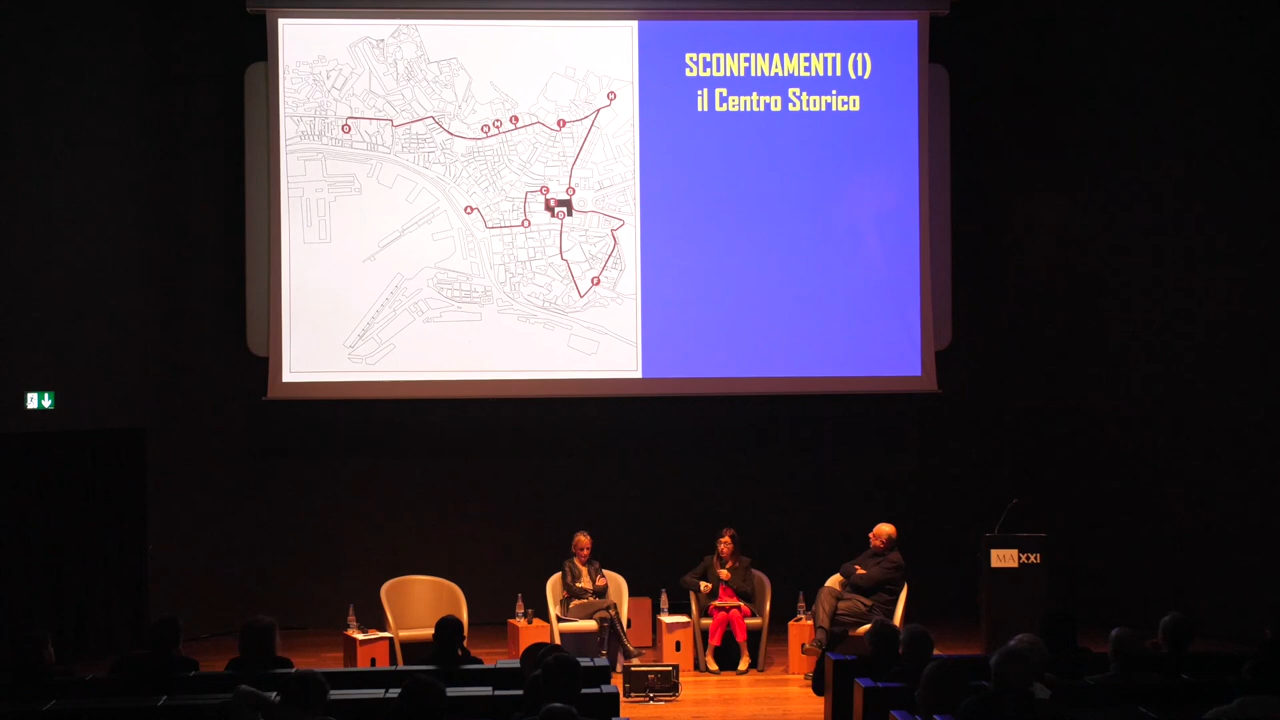 SCONFINAMENTI (1)
il Centro Storico
H
O
N
M
L
I
C
E
D
A
B
F
MAXXI